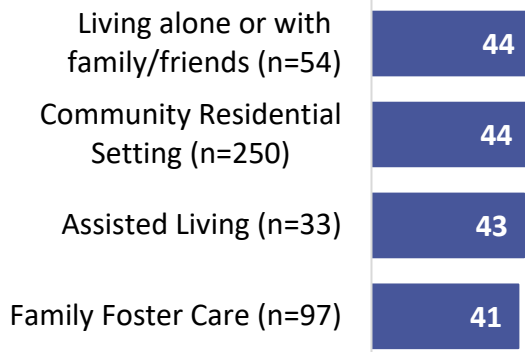 Living alone or with
family/friends (n=54)
44
Community Residential
Setting (n=250)
44
Assisted Living (n=33)
43
Family Foster Care (n=97)
41